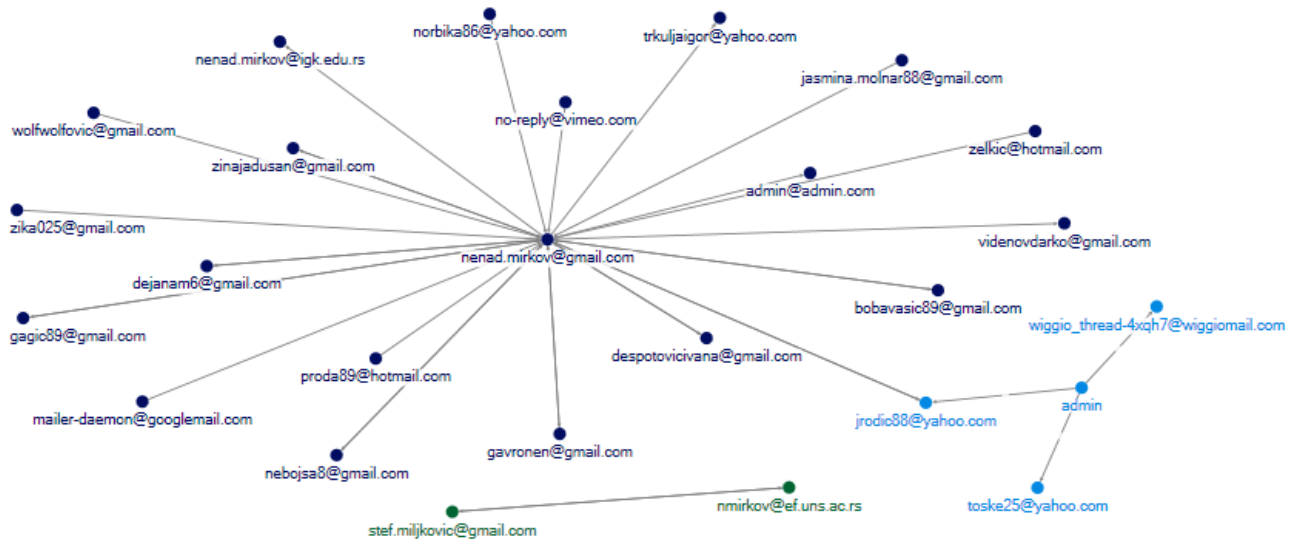 norbika86@yahoo.com
trkuljaigor@yahoo.com
nenad.mirkov@igk.edu.rs
jasmina.molnar88@gmail.com
no-reply@vimeo.com
wolfwolfovic@gmail.com
zelkic@hotmail.com
zinajadusan@gmail.com
admin@admin.com
zika025@gmail.com
videnovdarko@gmail.com
nenad.mirkov@gmail.com
dejanam6@gmail.com
bobavasic89@gmail.com
wiggio_thread-4xqh7@wiggiomail.com
gagic89@gmail.com
despotovicivana@gmail.com
proda89@hotmail.com
admin
mailer-daemon@googlemail.com
jrodic88@yahoo.com
gavronen@gmail.com
nebojsa8@gmail.com
nmirkov@ef.uns.ac.rs
toske25@yahoo.com
stef.miljkovic@gmail.com